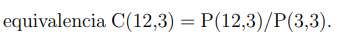 equivalencia C(12,3) = P(12,3)/P(3,3).